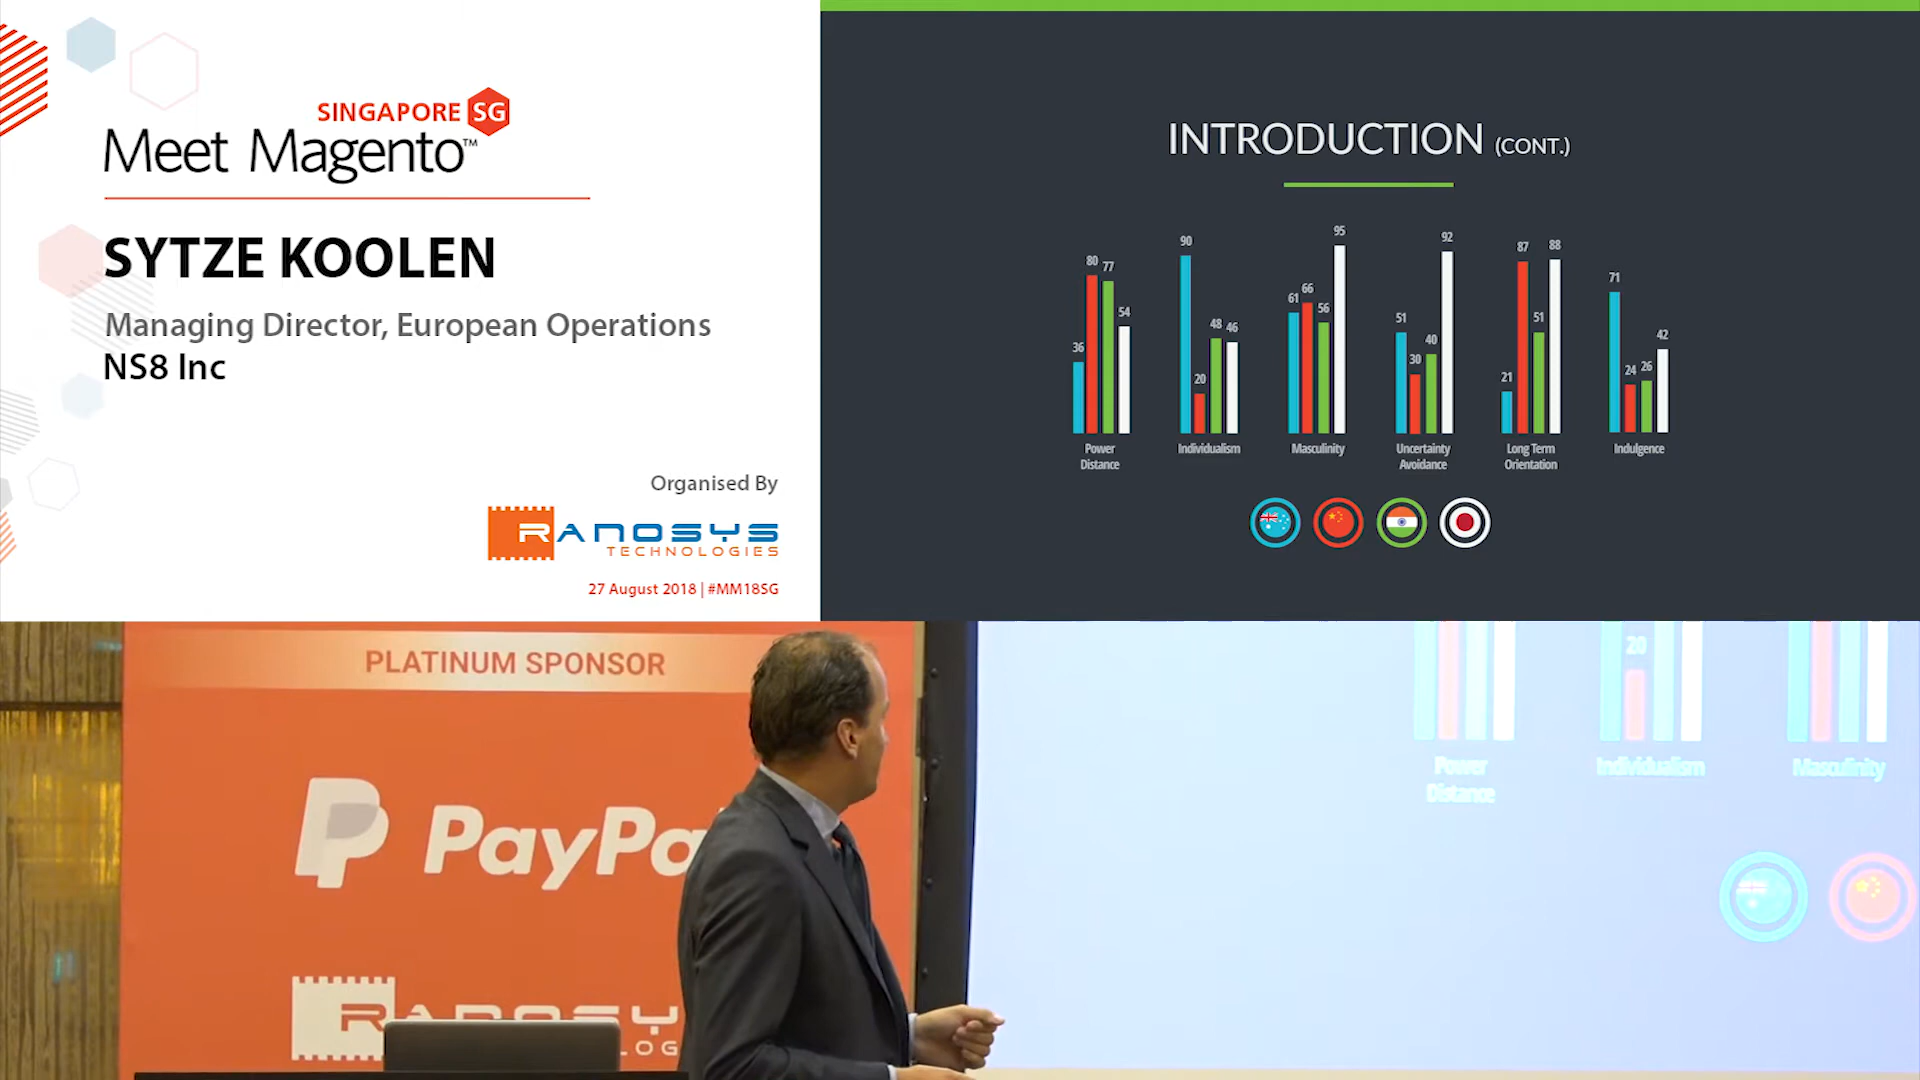 SINGAPORE SG
Meet Magento™
SYTZE KOOLEN
Managing Director, European Operations
NS8 Inc
Organised By
RANOSYS
TECHNOLOGIES
27 August 2018 | #MM18SG
INTRODUCTION (CONT.)
36 80 77 54
90 20 48 46
61 66 56 95
51 30 40 92
21 87 51 88
71 24 26 42
Power
Distance
Individualism
Masculinity
Uncertainty
Avoidance
Long Term
Orientation
Indulgence
PLATINUM SPONSOR
PayPa
RANOSY
LOG
20
Power
Distance
Individualism
Masculinity